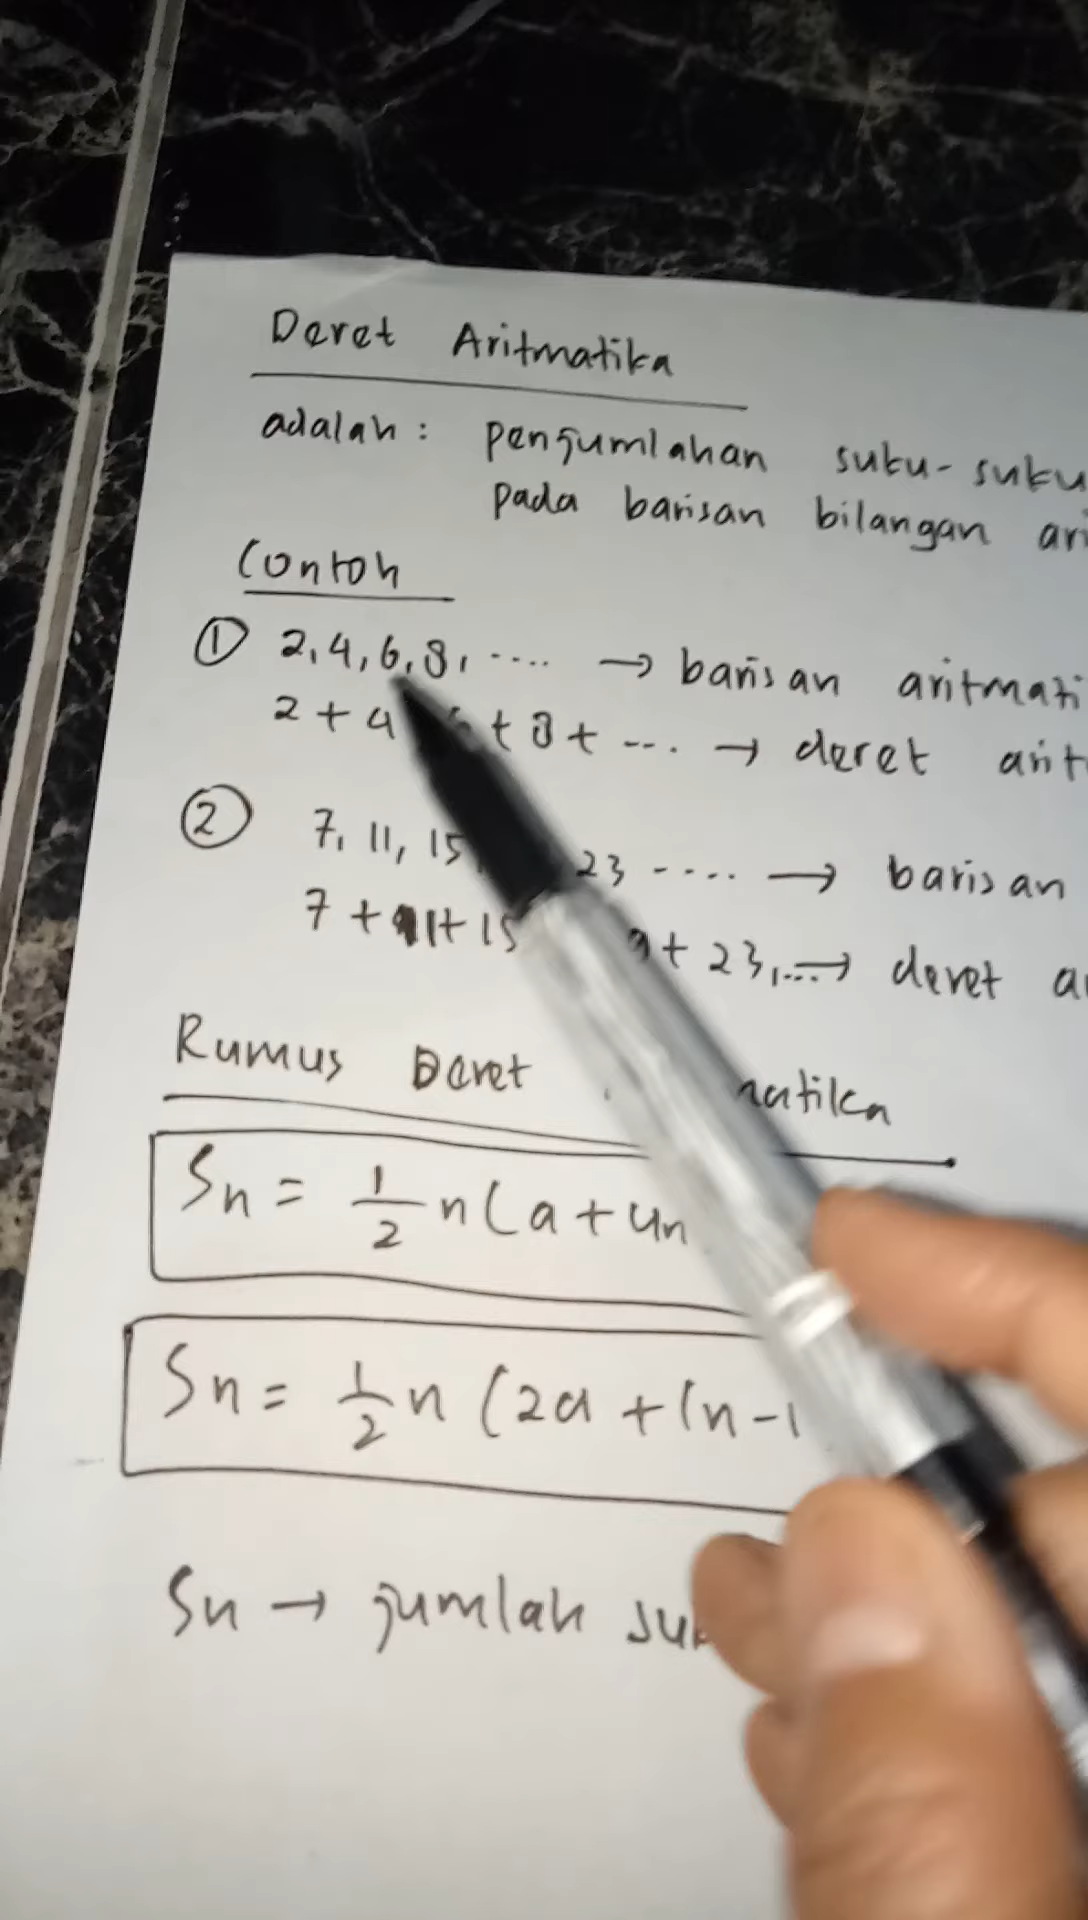 Deret Aritmatika
adalah : penjumlahan suku-suku
pada barisan bilangan
Contoh
① 2, 4, 6, 8, .... → barisan
2 + 4 + 8 + ... → deret
② 7, 11, 15 23 .... → barisan
7 + 11 + 15 + 23, ... → deret
Rumus Deret
Sn = 1/2 n (a + Un
Sn = 1/2 n (2a + (n - 1
Sn → jumlah